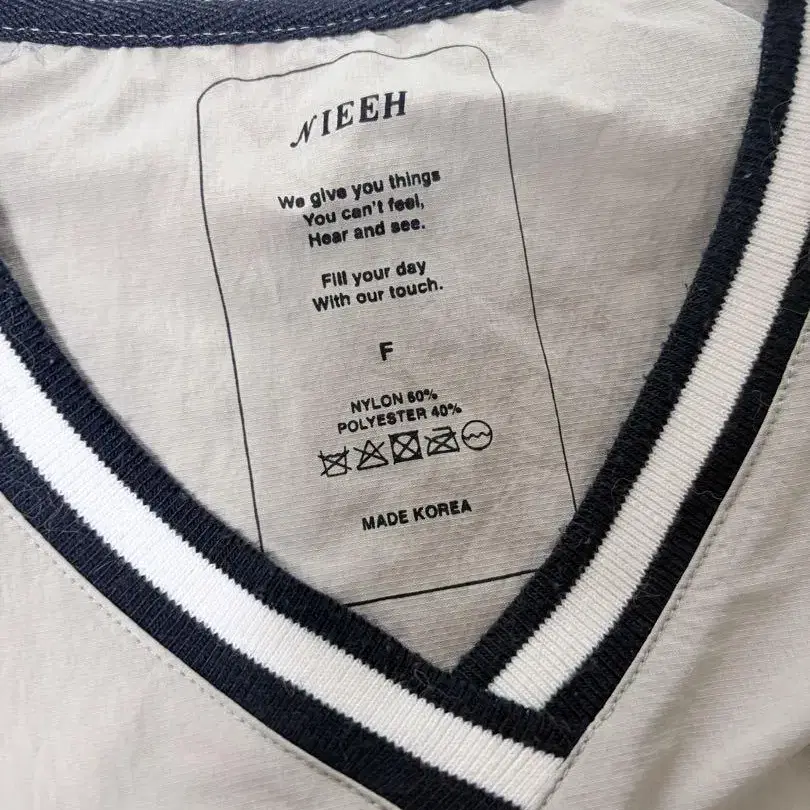 NIEEH
We give you things
You can't feel,
Hear and see.
Fill your day
With our touch.
F
NYLON 60%
POLYESTER 40%
MADE KOREA